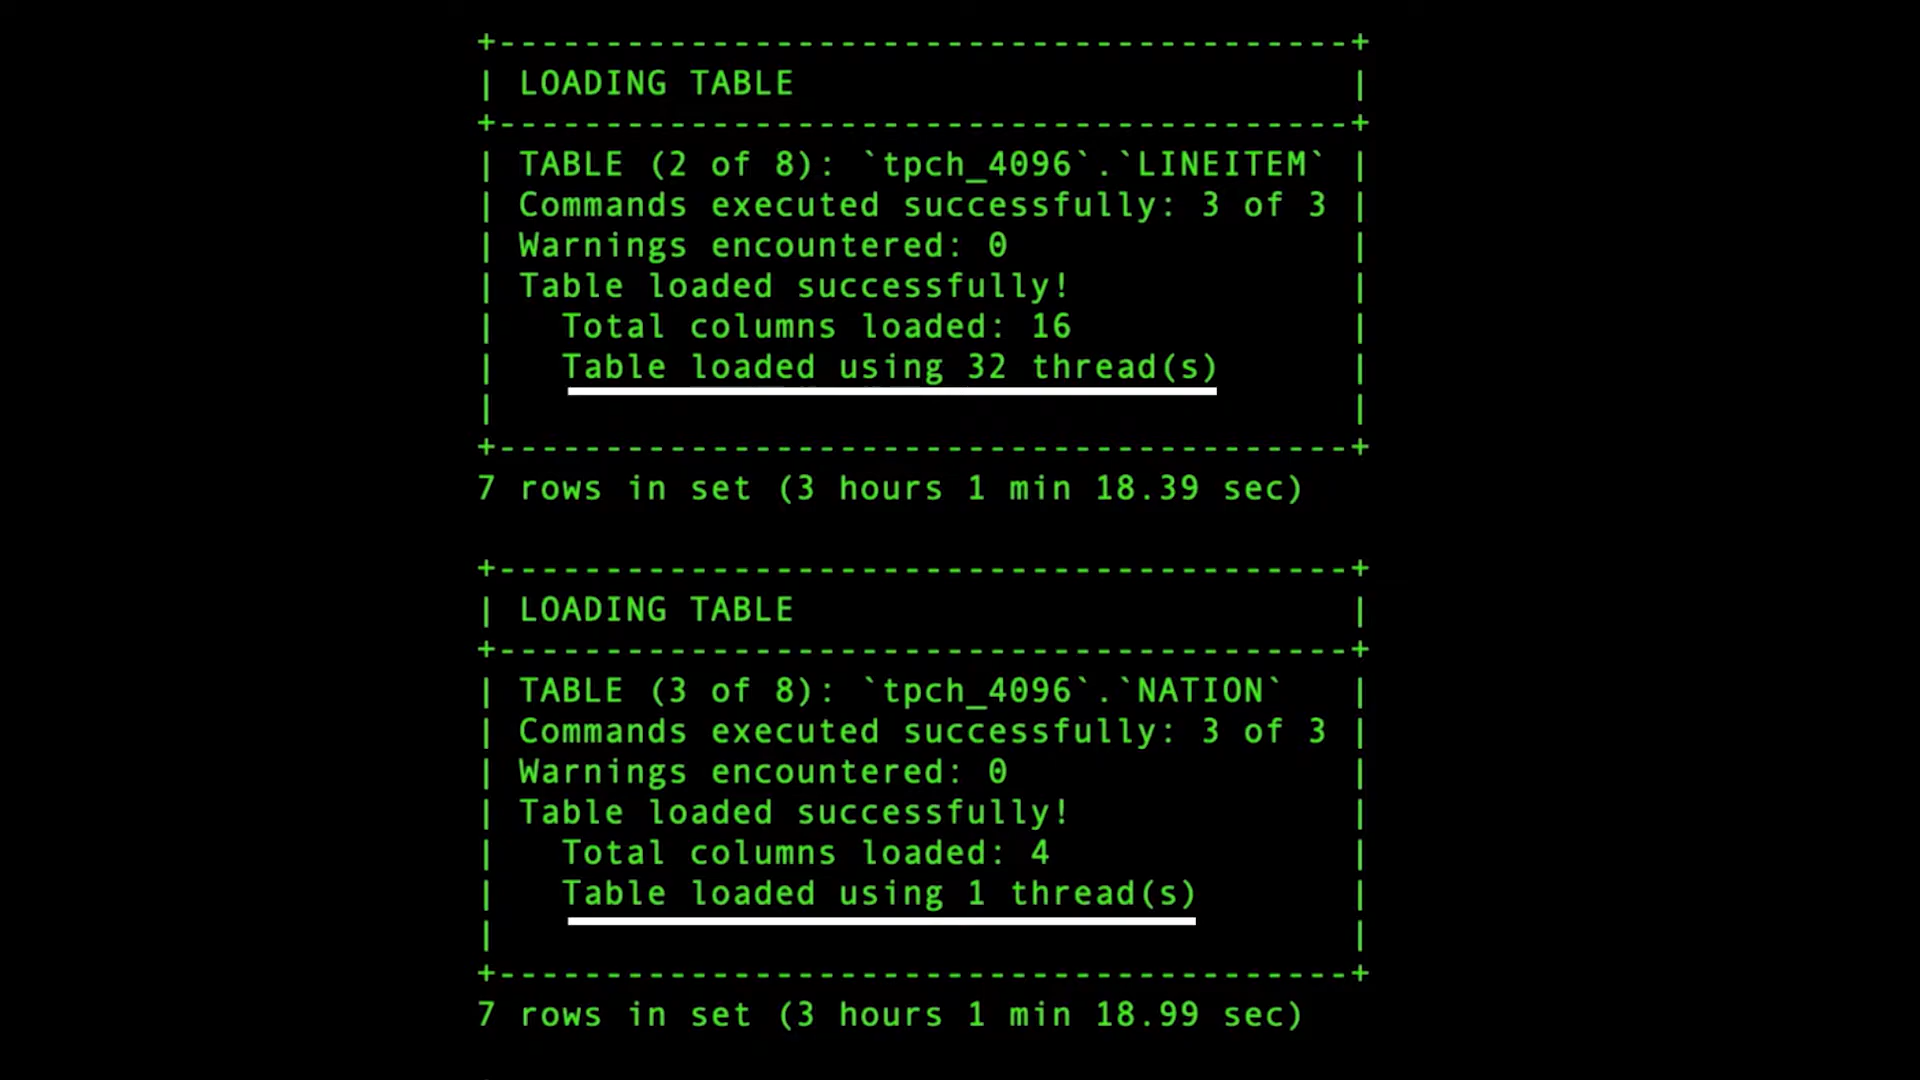 +----------------------------------------+
| LOADING TABLE |
+----------------------------------------+
| TABLE (2 of 8): `tpch_4096`.`LINEITEM` |
| Commands executed successfully: 3 of 3 |
| Warnings encountered: 0 |
| Table loaded successfully! |
| Total columns loaded: 16 |
| Table loaded using 32 thread(s) |
| |
+----------------------------------------+
7 rows in set (3 hours 1 min 18.39 sec)
+----------------------------------------+
| LOADING TABLE |
+----------------------------------------+
| TABLE (3 of 8): `tpch_4096`.`NATION` |
| Commands executed successfully: 3 of 3 |
| Warnings encountered: 0 |
| Table loaded successfully! |
| Total columns loaded: 4 |
| Table loaded using 1 thread(s) |
| |
+----------------------------------------+
7 rows in set (3 hours 1 min 18.99 sec)